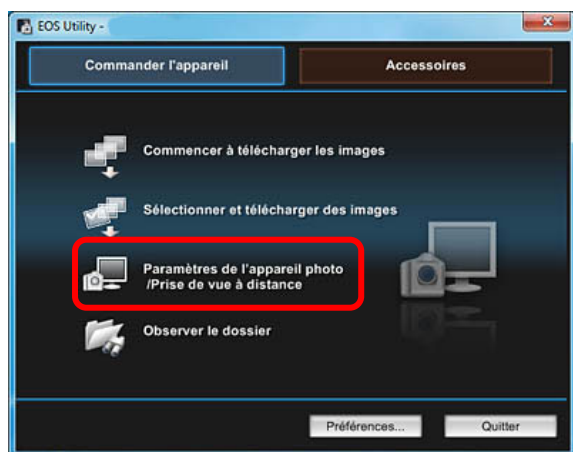 EOS Utility -
Commander l'appareil
Accessoires
Commencer à télécharger les images
Sélectionner et télécharger des images
Paramètres de l'appareil photo
/Prise de vue à distance
Observer le dossier
Préférences...
Quitter